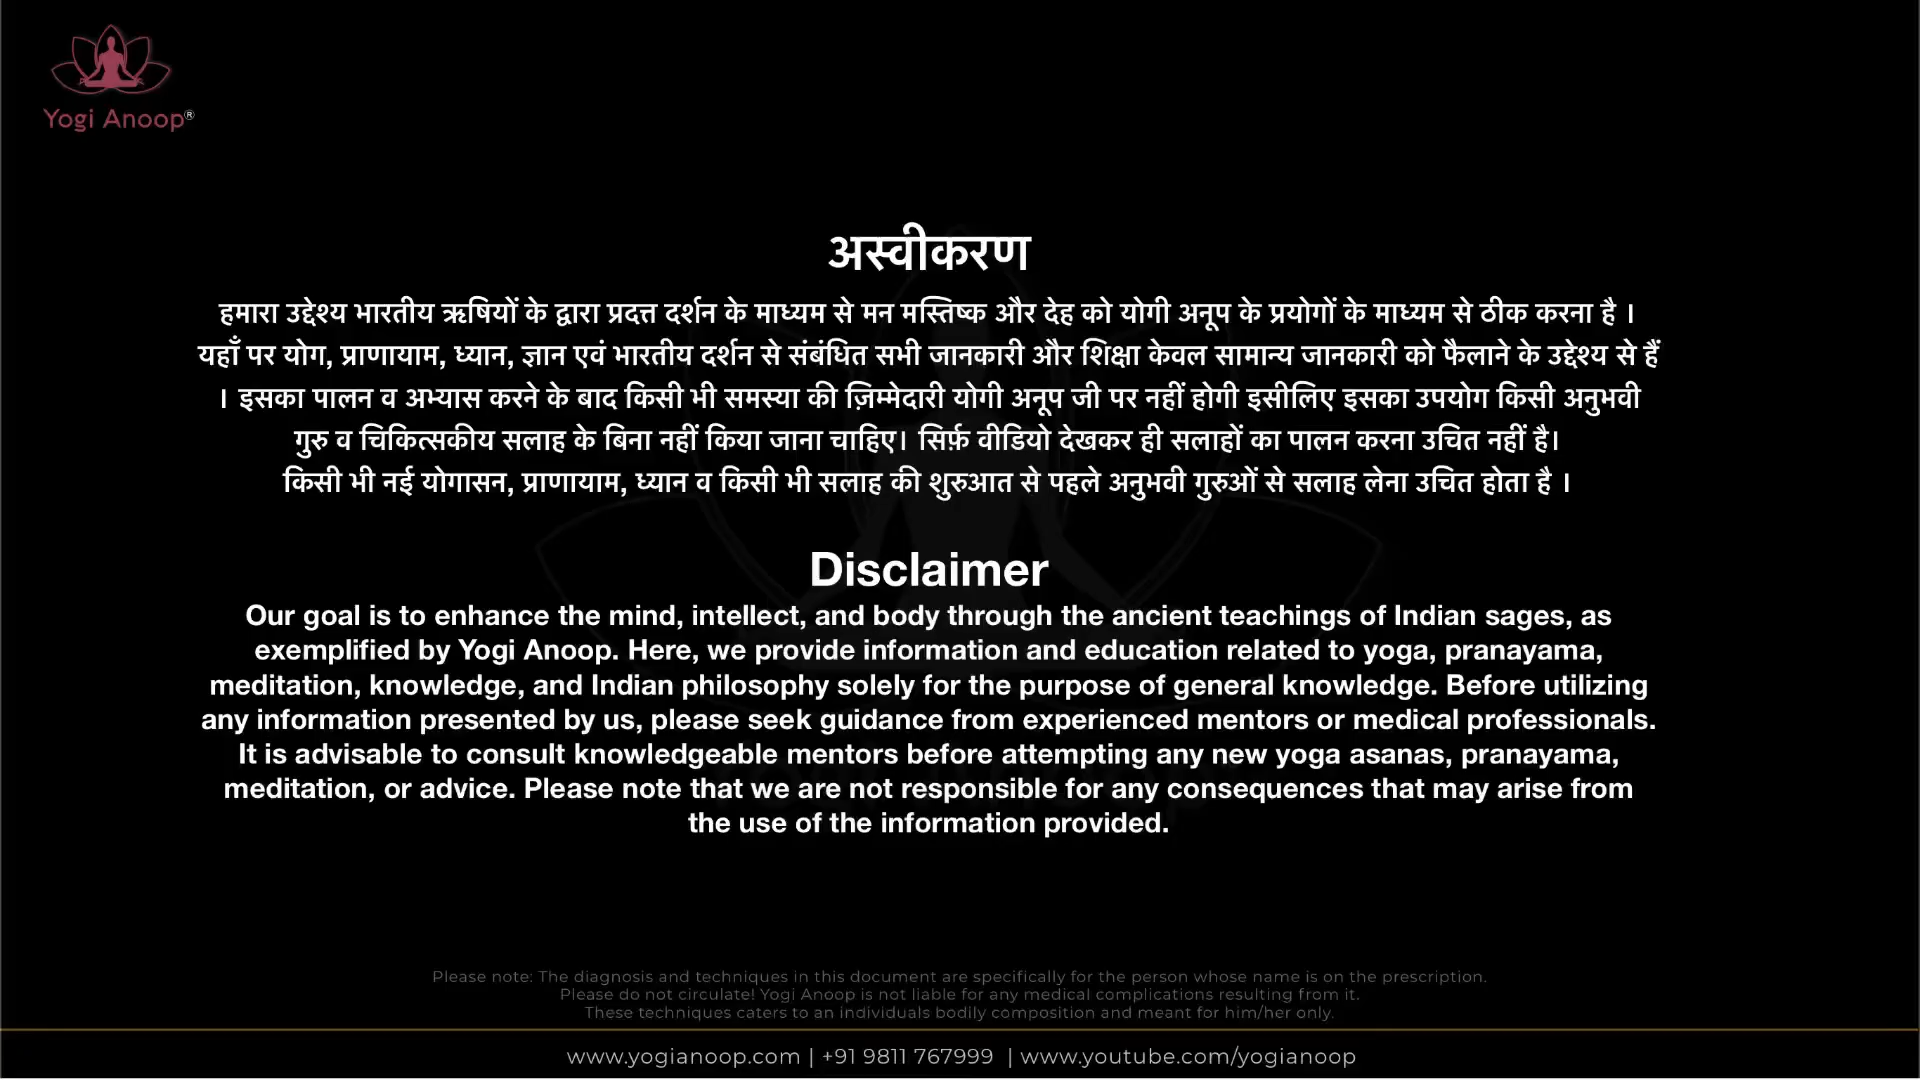 Yogi Anoop®
अस्वीकरण
हमारा उद्देश्य भारतीय ऋषियों के द्वारा प्रदत्त दर्शन के माध्यम से मन मस्तिष्क और देह को योगी अनूप के प्रयोगों के माध्यम से ठीक करना है ।
यहाँ पर योग, प्राणायाम, ध्यान, ज्ञान एवं भारतीय दर्शन से संबंधित सभी जानकारी और शिक्षा केवल सामान्य जानकारी को फैलाने के उद्देश्य से हैं
। इसका पालन व अभ्यास करने के बाद किसी भी समस्या की ज़िम्मेदारी योगी अनूप जी पर नहीं होगी इसीलिए इसका उपयोग किसी अनुभवी
गुरु व चिकित्सकीय सलाह के बिना नहीं किया जाना चाहिए। सिर्फ़ वीडियो देखकर ही सलाहों का पालन करना उचित नहीं है।
किसी भी नई योगासन, प्राणायाम, ध्यान व किसी भी सलाह की शुरुआत से पहले अनुभवी गुरुओं से सलाह लेना उचित होता है ।
Disclaimer
Our goal is to enhance the mind, intellect, and body through the ancient teachings of Indian sages, as
exemplified by Yogi Anoop. Here, we provide information and education related to yoga, pranayama,
meditation, knowledge, and Indian philosophy solely for the purpose of general knowledge. Before utilizing
any information presented by us, please seek guidance from experienced mentors or medical professionals.
It is advisable to consult knowledgeable mentors before attempting any new yoga asanas, pranayama,
meditation, or advice. Please note that we are not responsible for any consequences that may arise from
the use of the information provided.
Please note: The diagnosis and techniques in this document are specifically for the person whose name is on the prescription.
Please do not circulate! Yogi Anoop is not liable for any medical complications resulting from it.
These techniques caters to an individuals bodily composition and meant for him/her only.
www.yogianoop.com | +91 9811 767999 | www.youtube.com/yogianoop